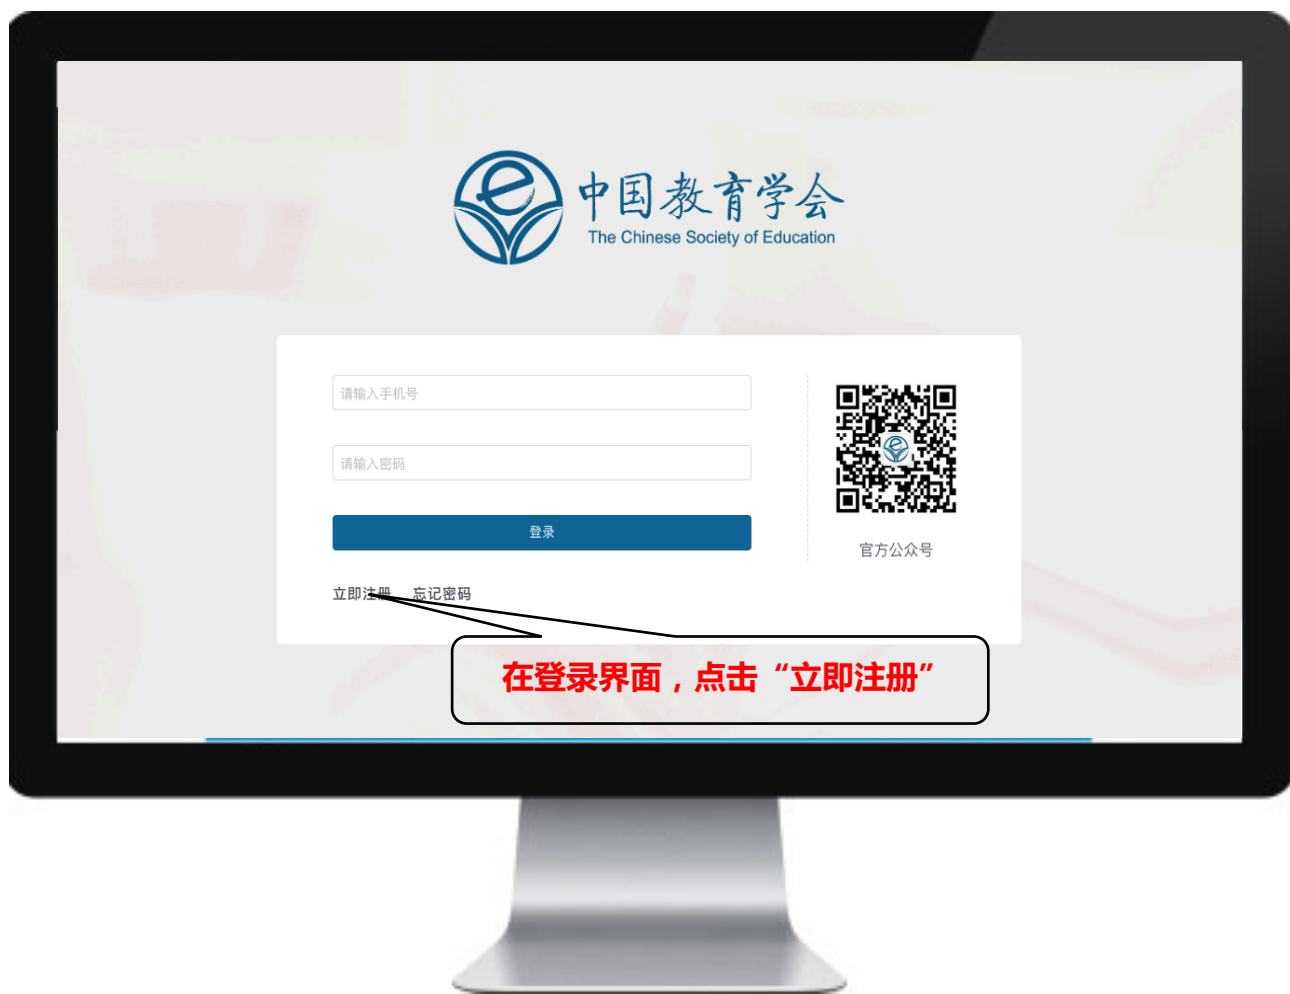 中国教育学会
The Chinese Society of Education
请输入手机号
请输入密码
登录
官方公众号
立即注册 忘记密码
在登录界面，点击“立即注册”